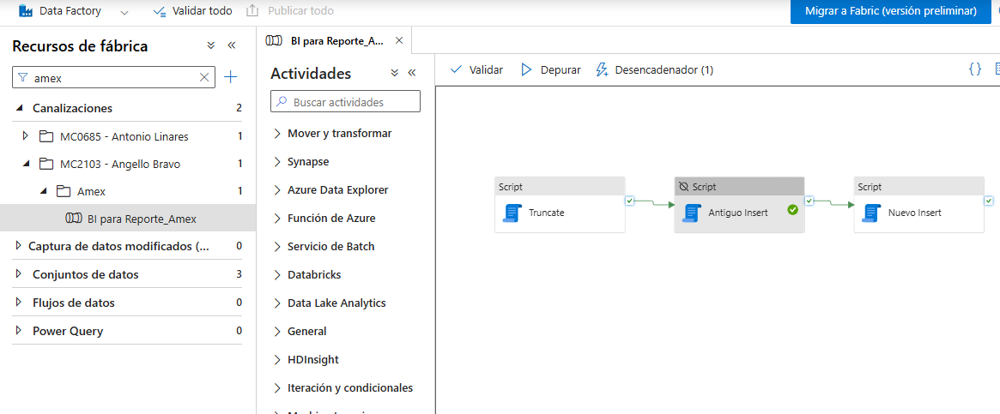 Data Factory
Validar todo
Publicar todo
Migrar a Fabric (versión preliminar)
Recursos de fábrica
amex
Canalizaciones 2
MC0685 - Antonio Linares 1
MC2103 - Angello Bravo 1
Amex 1
BI para Reporte_Amex
Captura de datos modificados (... 0
Conjuntos de datos 3
Flujos de datos 0
Power Query 0
BI para Reporte_A...
Actividades
Buscar actividades
Mover y transformar
Synapse
Azure Data Explorer
Función de Azure
Servicio de Batch
Databricks
Data Lake Analytics
General
HDInsight
Iteración y condicionales
Validar
Depurar
Desencadenador (1)
{}
Script
Truncate
Script
Antiguo Insert
Script
Nuevo Insert